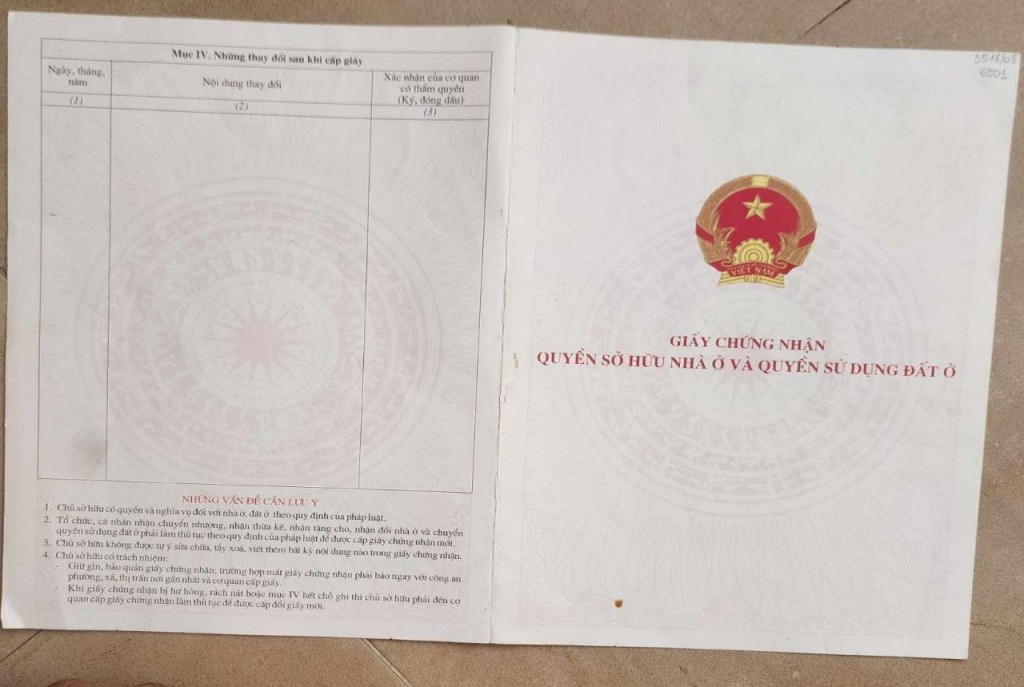 Mục IV. Những thay đổi sau khi cấp giấy
Ngày, tháng, năm
Nội dung thay đổi
Xác nhận của cơ quan
có thẩm quyền
(Ký, đóng dấu)
(1)
(2)
(3)
NHỮNG VẤN ĐỀ CẦN LƯU Ý
1. Chủ sở hữu có quyền và nghĩa vụ đối với nhà ở, đất ở theo quy định của pháp luật.
2. Tổ chức, cá nhân nhận chuyển nhượng, nhận thừa kế, nhận tặng cho, nhận đổi nhà ở và chuyển
quyền sử dụng đất ở phải làm thủ tục theo quy định của pháp luật để được cấp giấy chứng nhận mới.
3. Chủ sở hữu không được tự ý sửa chữa, tẩy xoá, viết thêm bất kỳ nội dung nào trong giấy chứng nhận.
4. Chủ sở hữu có trách nhiệm:
- Giữ gìn, bảo quản giấy chứng nhận; trường hợp mất giấy chứng nhận phải báo ngay với công an
phường, xã, thị trấn nơi gần nhất và cơ quan cấp giấy.
- Khi giấy chứng nhận bị hư hỏng, rách nát hoặc mục IV hết chỗ ghi thì chủ sở hữu phải đến cơ
quan cấp giấy chứng nhận làm thủ tục để được cấp đổi giấy mới.
VIỆT NAM
GIẤY CHỨNG NHẬN
QUYỀN SỞ HỮU NHÀ Ở VÀ QUYỀN SỬ DỤNG ĐẤT Ở